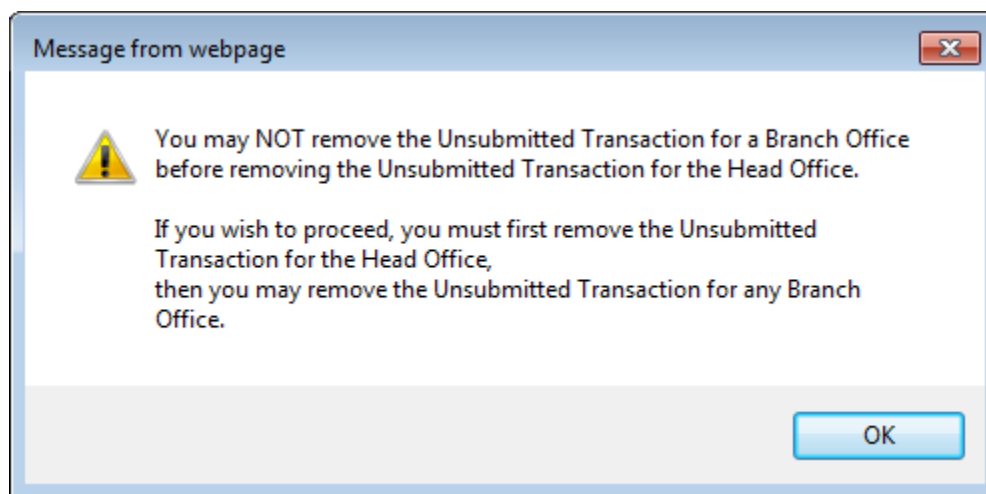 Message from webpage
You may NOT remove the Unsubmitted Transaction for a Branch Office
before removing the Unsubmitted Transaction for the Head Office.
If you wish to proceed, you must first remove the Unsubmitted
Transaction for the Head Office,
then you may remove the Unsubmitted Transaction for any Branch
Office.
OK